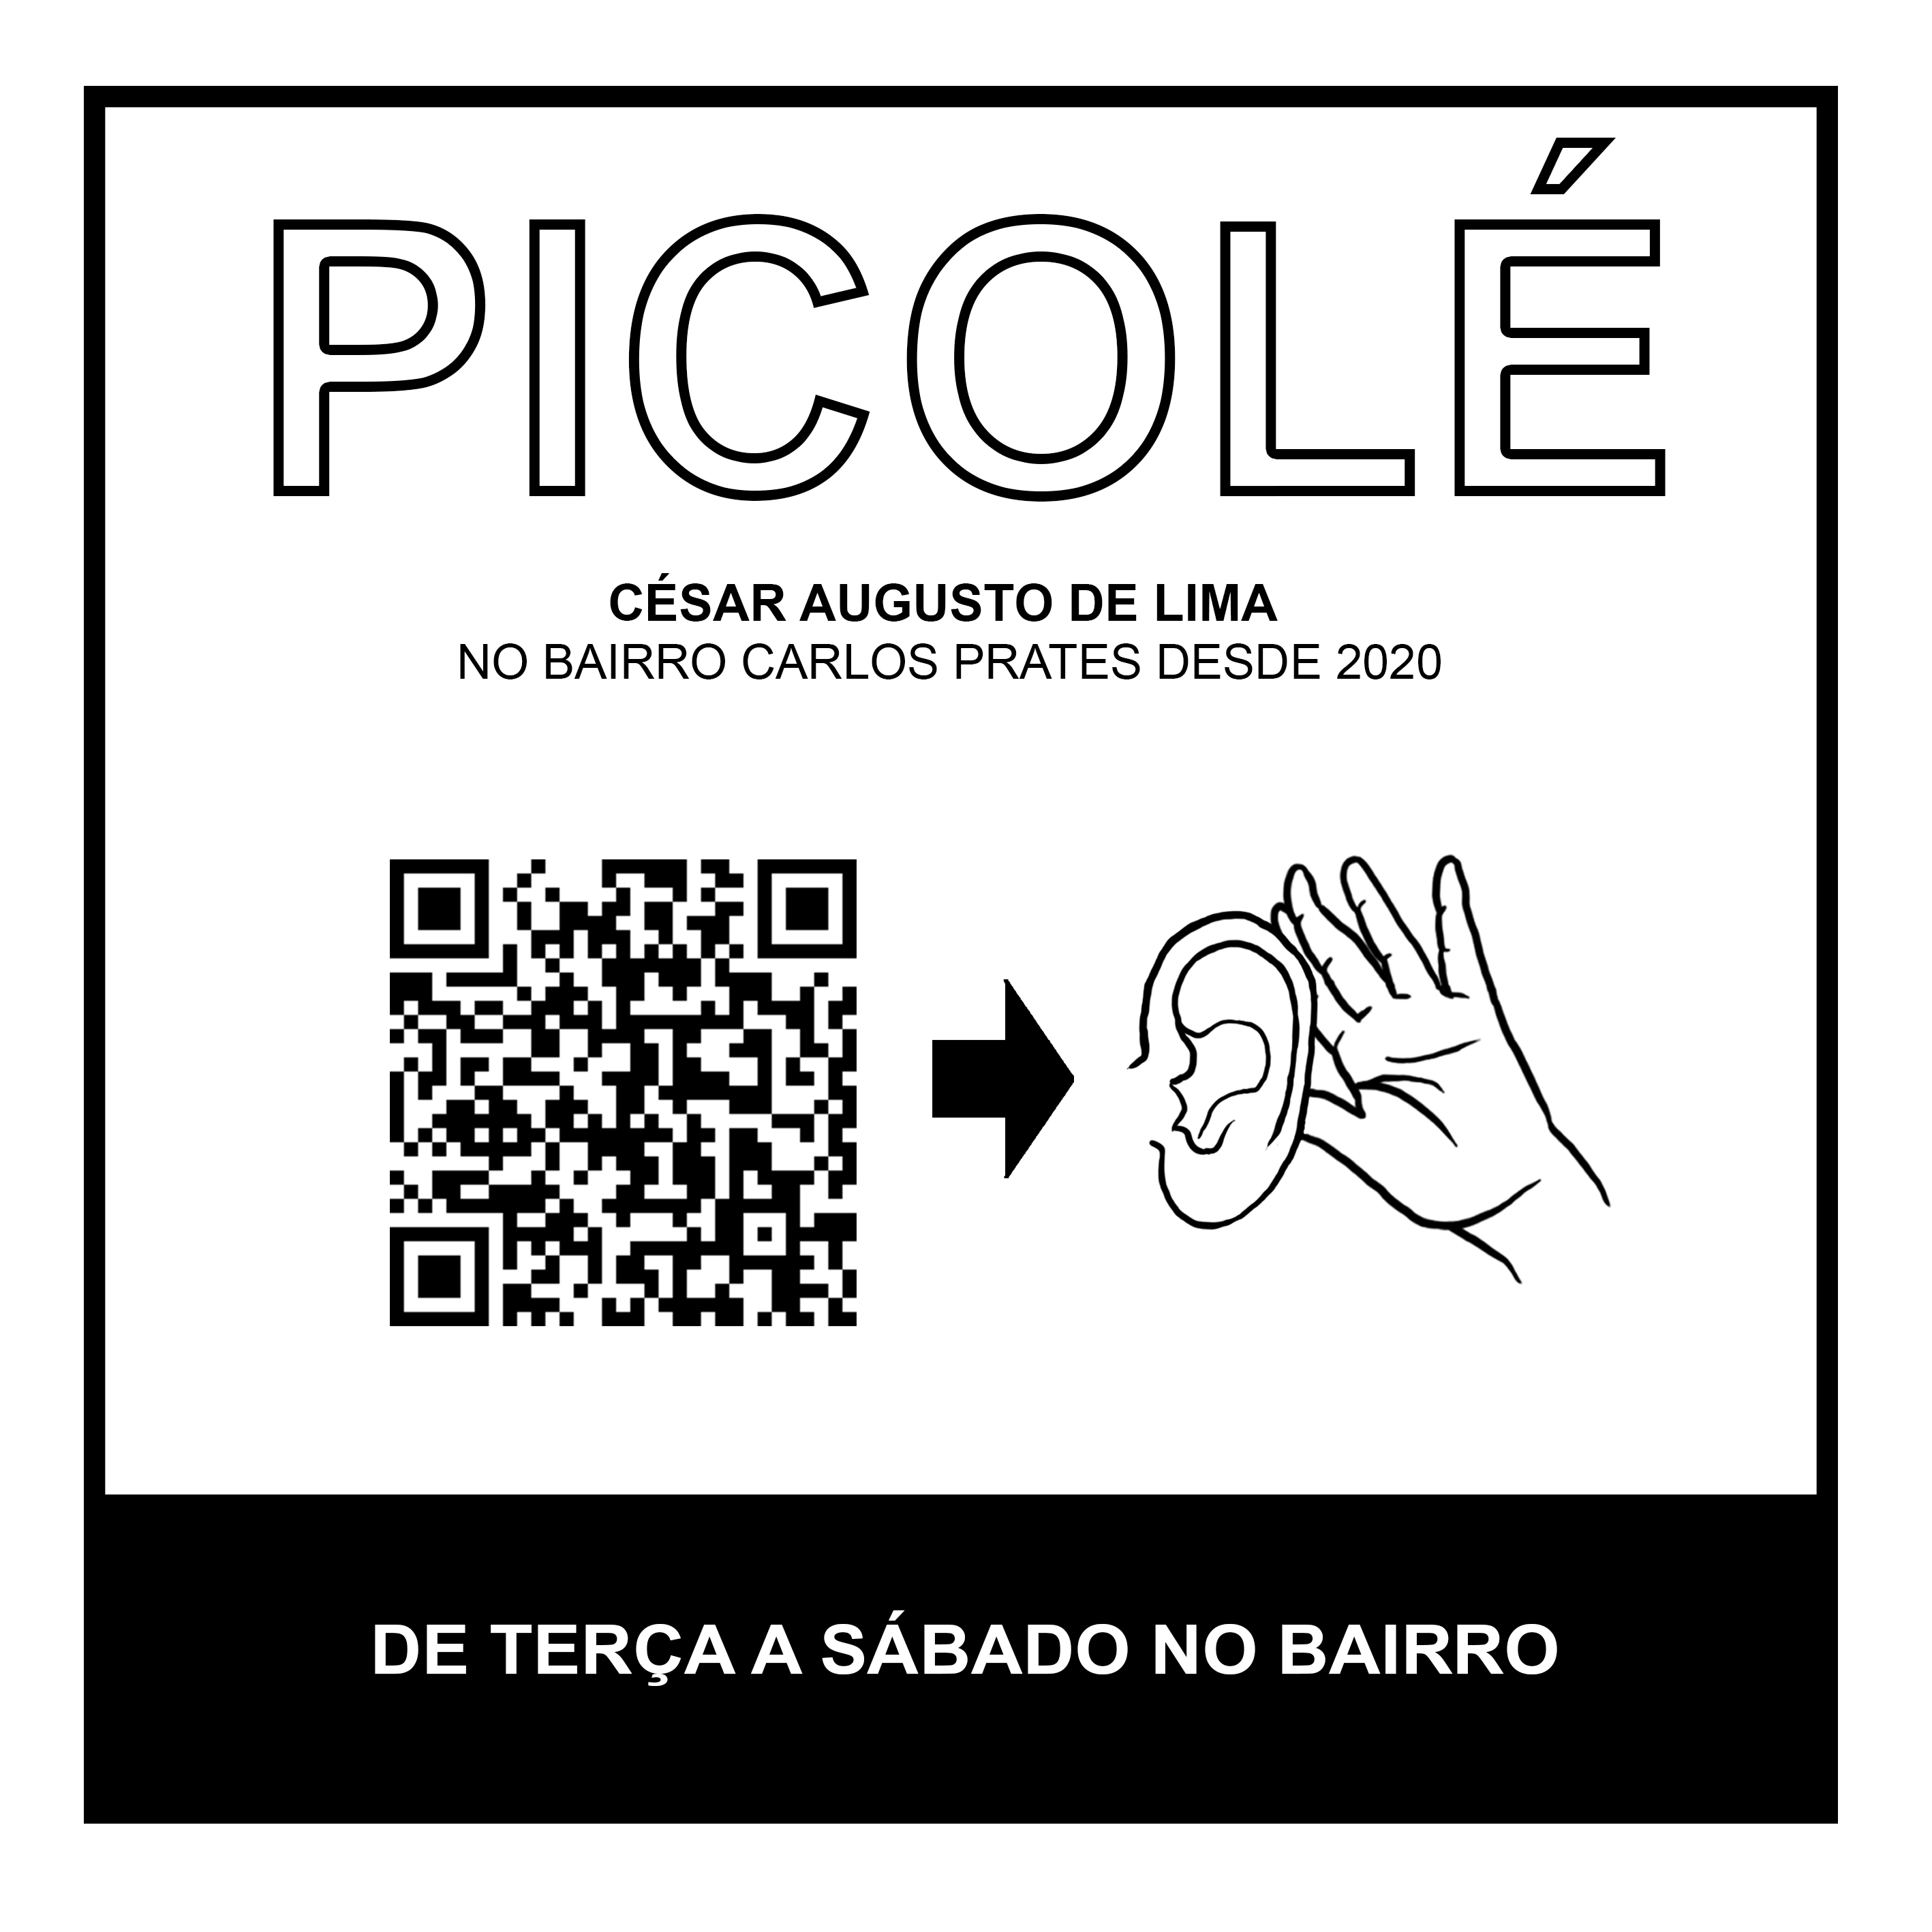 PICOLÉ
CÉSAR AUGUSTO DE LIMA
NO BAIRRO CARLOS PRATES DESDE 2020
DE TERÇA A SÁBADO NO BAIRRO